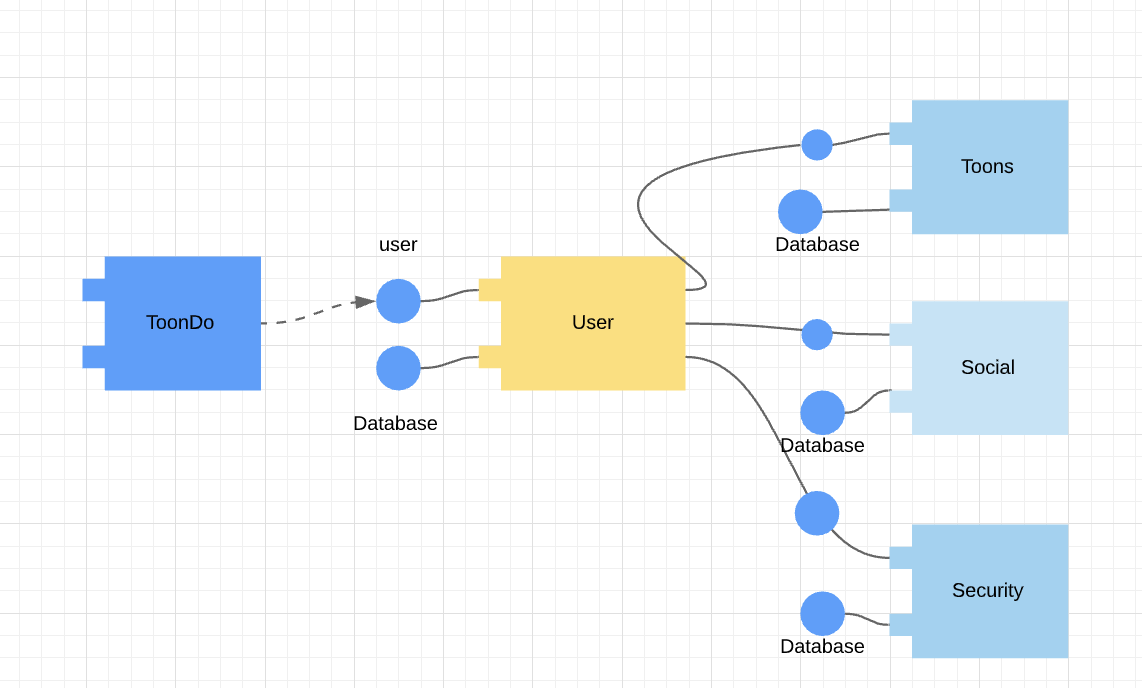 Toons
Database
user
ToonDo
User
Database
Social
Database
Security
Database